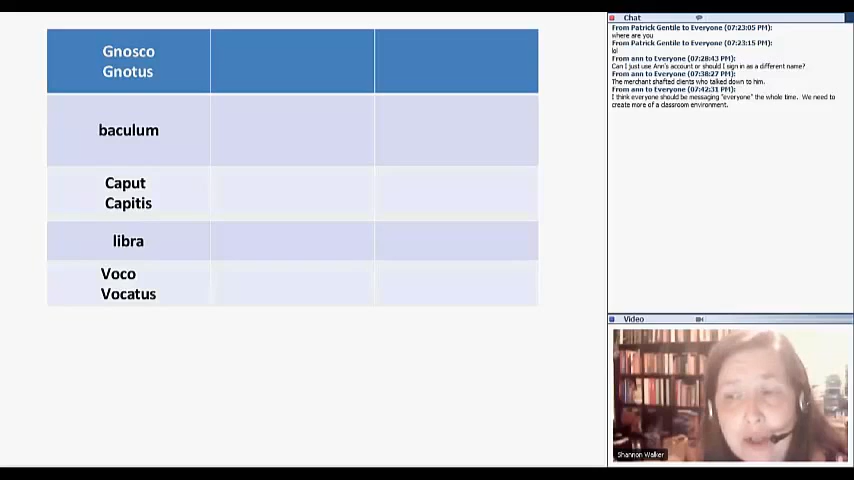 Gnosco
Gnotus
baculum
Caput
Capitis
libra
Voco
Vocatus
Chat
From Patrick Gentile to Everyone (07:23:05 PM):
where are you
From Patrick Gentile to Everyone (07:23:15 PM):
lol
From ann to Everyone (07:28:43 PM):
Can I just use Ann's account or should I sign in as a different name?
From ann to Everyone (07:38:27 PM):
The merchant shafted clients who talked down to him.
From ann to Everyone (07:42:31 PM):
I think everyone should be messaging "everyone" the whole time. We need to
create more of a classroom environment.
Video
Shannon Walker